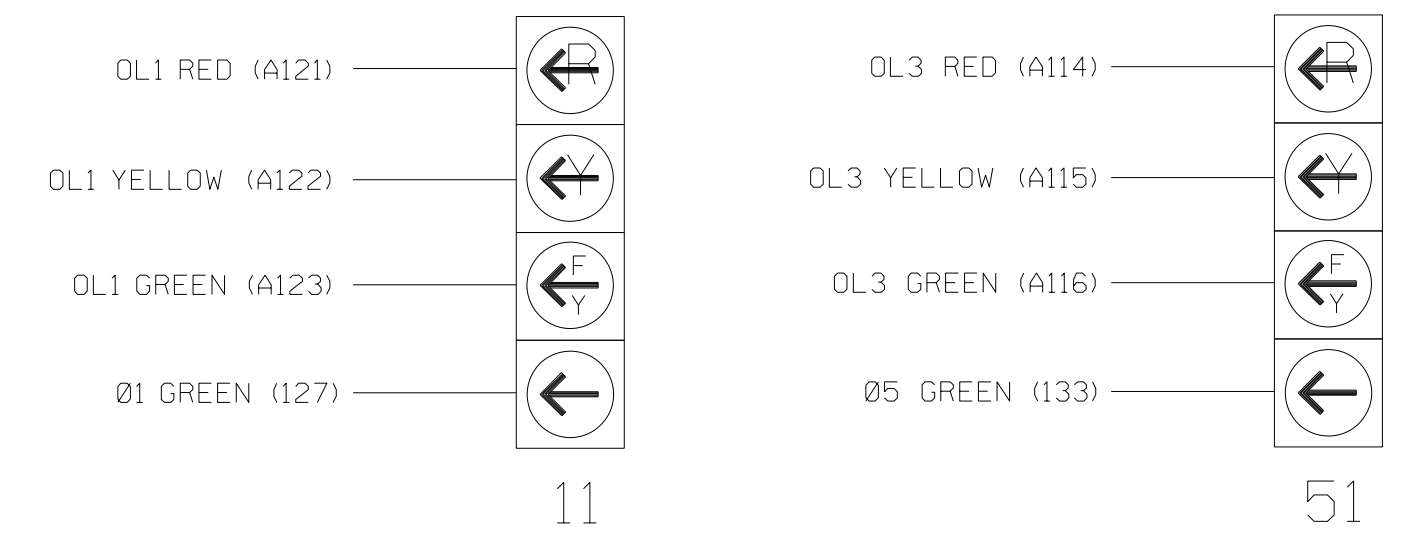 OL1 RED (A121)
R
OL1 YELLOW (A122)
Y
OL1 GREEN (A123)
F
Y
Ø1 GREEN (127)
11
OL3 RED (A114)
R
OL3 YELLOW (A115)
Y
OL3 GREEN (A116)
F
Y
Ø5 GREEN (133)
51